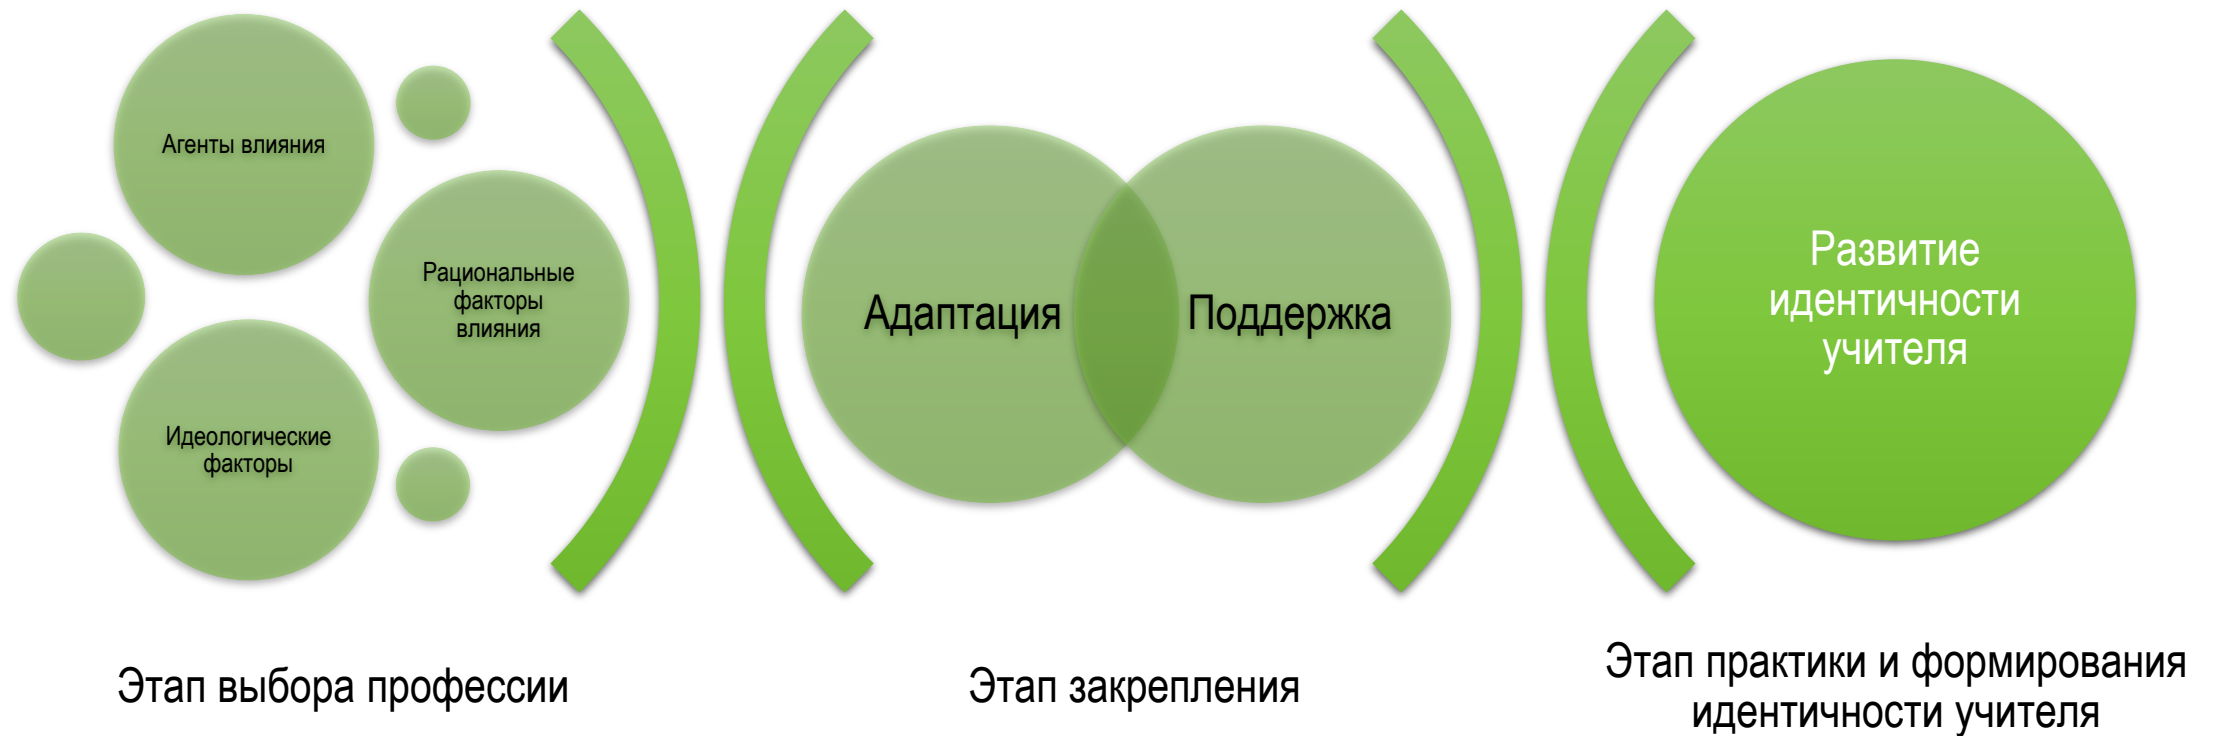 Агенты влияния
Рациональные
факторы
влияния
Идеологические
факторы
Этап выбора профессии
Адаптация
Поддержка
Этап закрепления
Развитие
идентичности
учителя
Этап практики и формирования
идентичности учителя